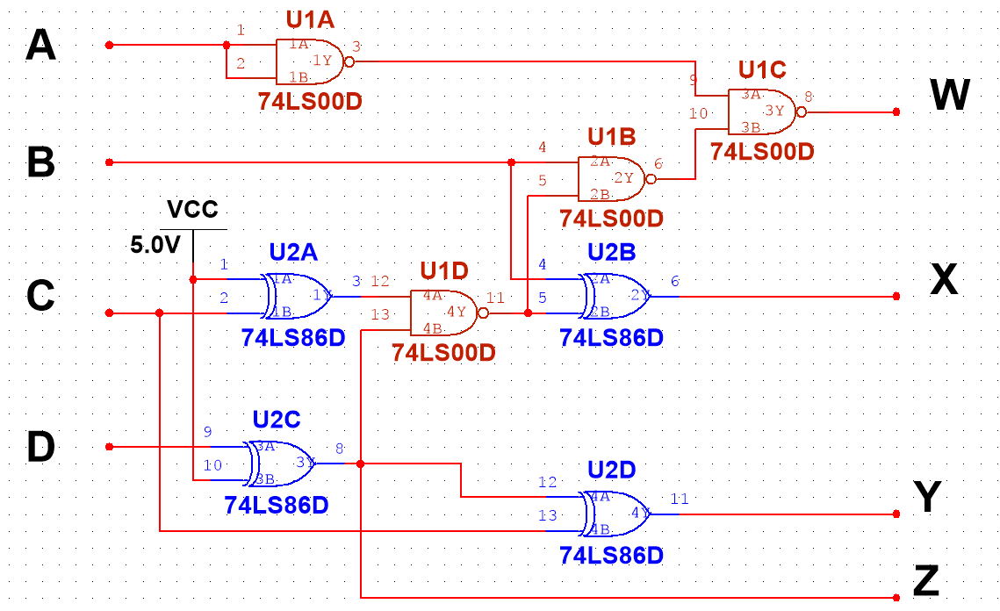 U1A
A
1
1A
3
2
1Y
1B
74LS00D
U1C
9
3A
8
W
10
3Y
3B
74LS00D
U1B
B
4
2A
6
5
2Y
2B
74LS00D
VCC
5.0V
U2A
C
1
1A
3
2
1Y
1B
74LS86D
U1D
12
4A
11
13
4Y
4B
74LS00D
U2B
4
2A
6
X
5
2Y
2B
74LS86D
U2C
D
9
3A
8
10
3Y
3B
74LS86D
U2D
12
4A
11
Y
13
4Y
4B
74LS86D
Z